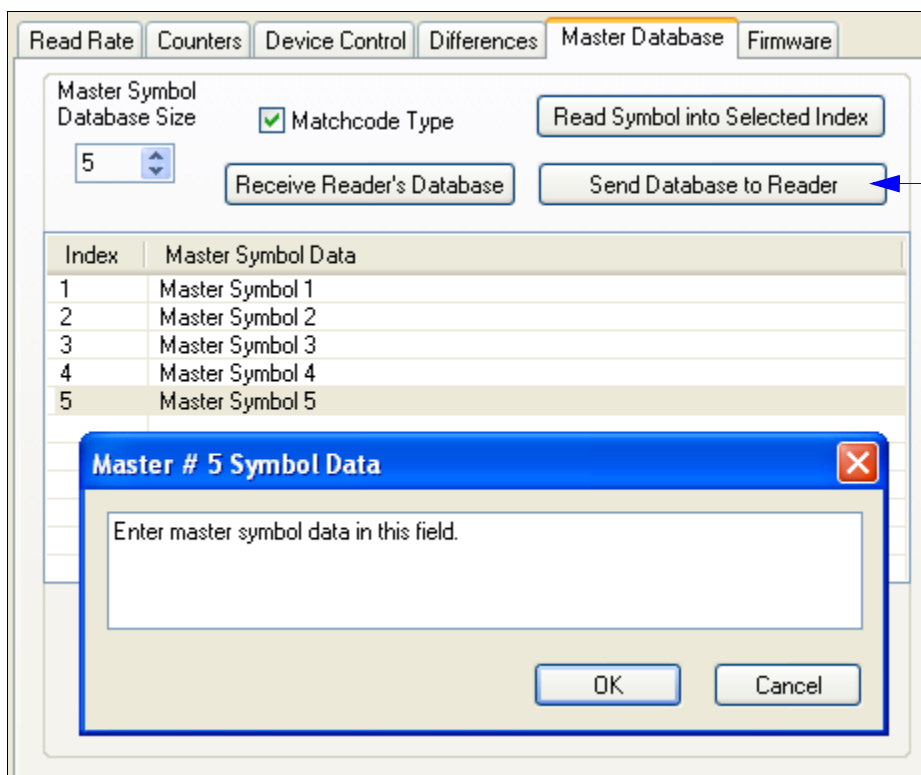 Read Rate Counters Device Control Differences Master Database Firmware
Master Symbol
Database Size
Matchcode Type
Read Symbol into Selected Index
5
Receive Reader's Database
Send Database to Reader
Index Master Symbol Data
1 Master Symbol 1
2 Master Symbol 2
3 Master Symbol 3
4 Master Symbol 4
5 Master Symbol 5
Master # 5 Symbol Data
Enter master symbol data in this field.
OK Cancel